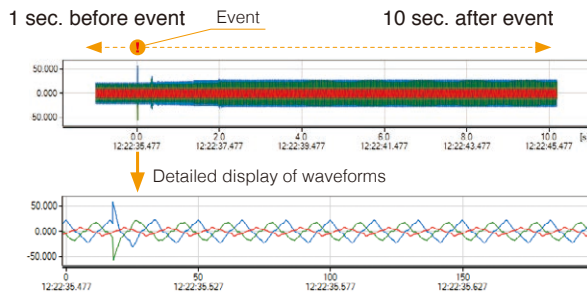 1 sec. before event Event 10 sec. after event
!
50.000
0.000
50.000
0.0 2.0 4.0 6.0 8.0 10.0
12:22:35.477 12:22:37.477 12:22:39.477 12:22:41.477 12:22:43.477 12:22:45.477
Detailed display of waveforms
50.000
0.000
-50.000
0 50 100 150
12:22:35.477 12:22:35.527 12:22:35.577 12:22:35.627